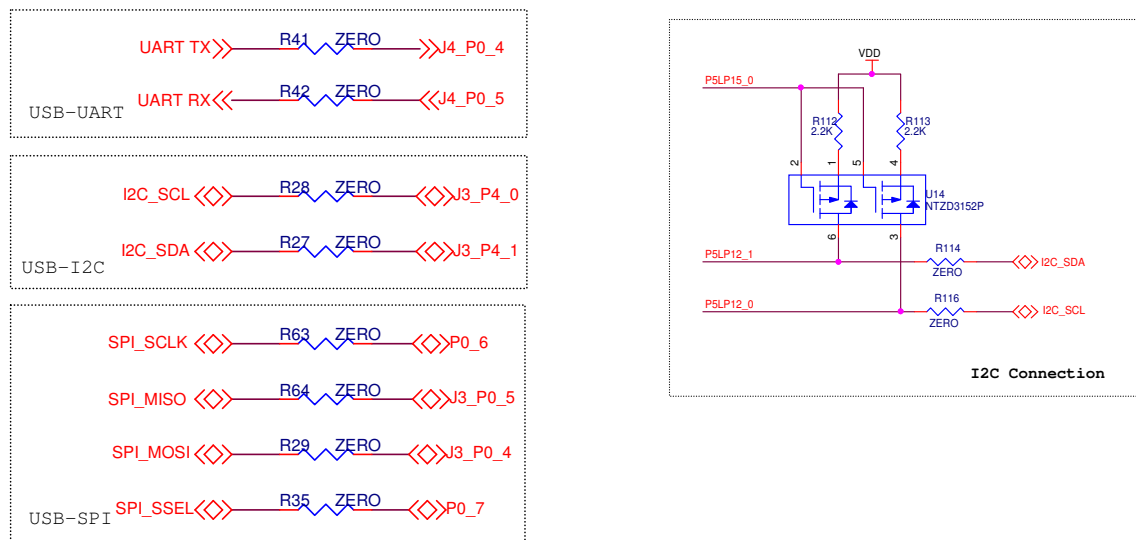 UART TX R41 ZERO J4_P0_4
UART RX R42 ZERO J4_P0_5
USB-UART
I2C_SCL R28 ZERO J3_P4_0
I2C_SDA R27 ZERO J3_P4_1
USB-I2C
SPI_SCLK R63 ZERO P0_6
SPI_MISO R64 ZERO J3_P0_5
SPI_MOSI R29 ZERO J3_P0_4
SPI_SSEL R35 ZERO P0_7
USB-SPI
VDD
P5LP15_0
R112 R113
2.2K 2.2K
2 1 5 4
U14
NTZD3152P
6 3
R114
P5LP12_1 I2C_SDA
ZERO
R116
P5LP12_0 I2C_SCL
ZERO
I2C Connection